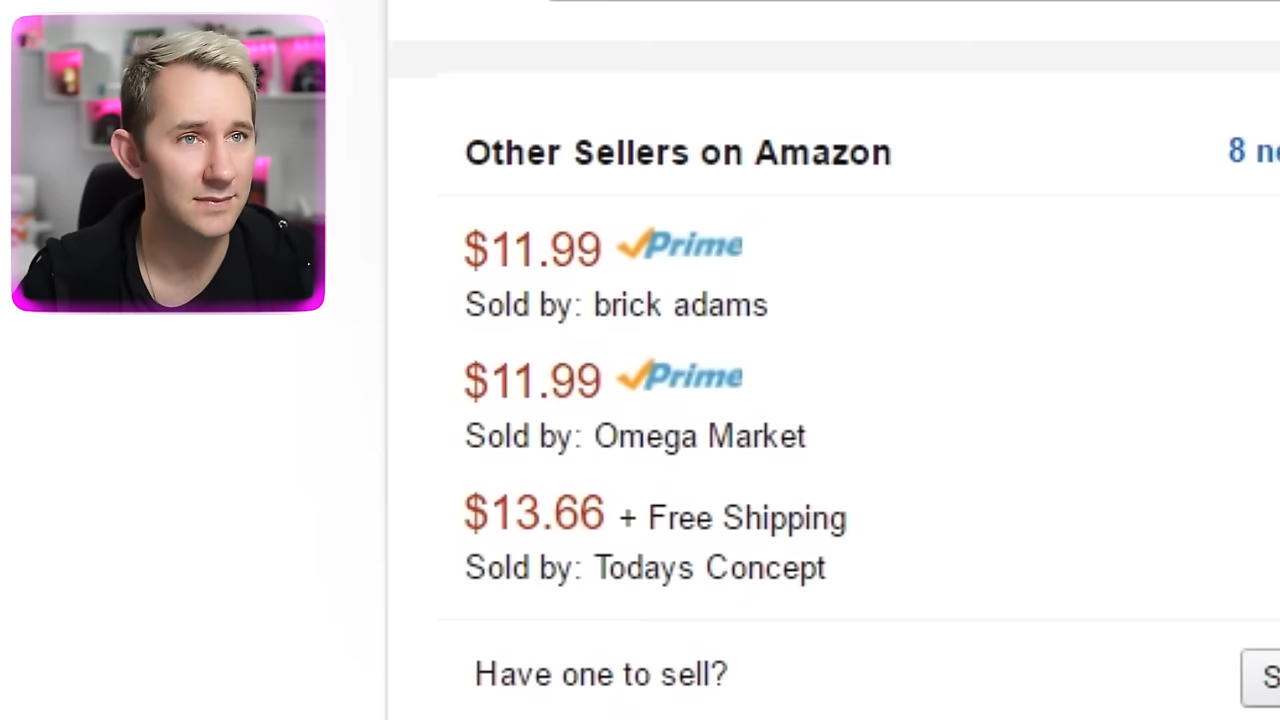 Other Sellers on Amazon
8
$11.99 Prime
Sold by: brick adams
$11.99 Prime
Sold by: Omega Market
$13.66 + Free Shipping
Sold by: Todays Concept
Have one to sell?